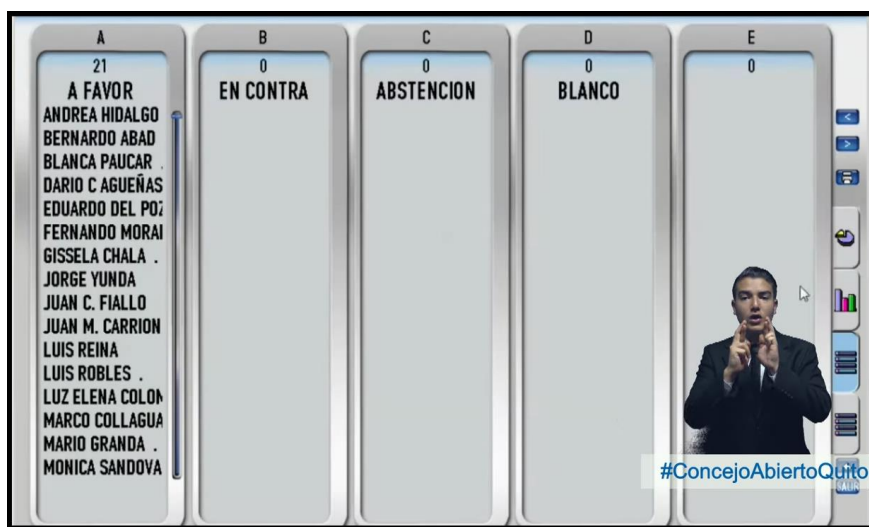 A
21
A FAVOR
ANDREA HIDALGO
BERNARDO ABAD
BLANCA PAUCAR .
DARIO C AGUEÑAS
EDUARDO DEL POZ
FERNANDO MORAI
GISSELA CHALA .
JORGE YUNDA
JUAN C. FIALLO
JUAN M. CARRION
LUIS REINA
LUIS ROBLES .
LUZ ELENA COLON
MARCO COLLAGUA
MARIO GRANDA .
MONICA SANDOVA
B
0
EN CONTRA
C
0
ABSTENCION
D
0
BLANCO
E
0
#ConcejoAbiertoQuito